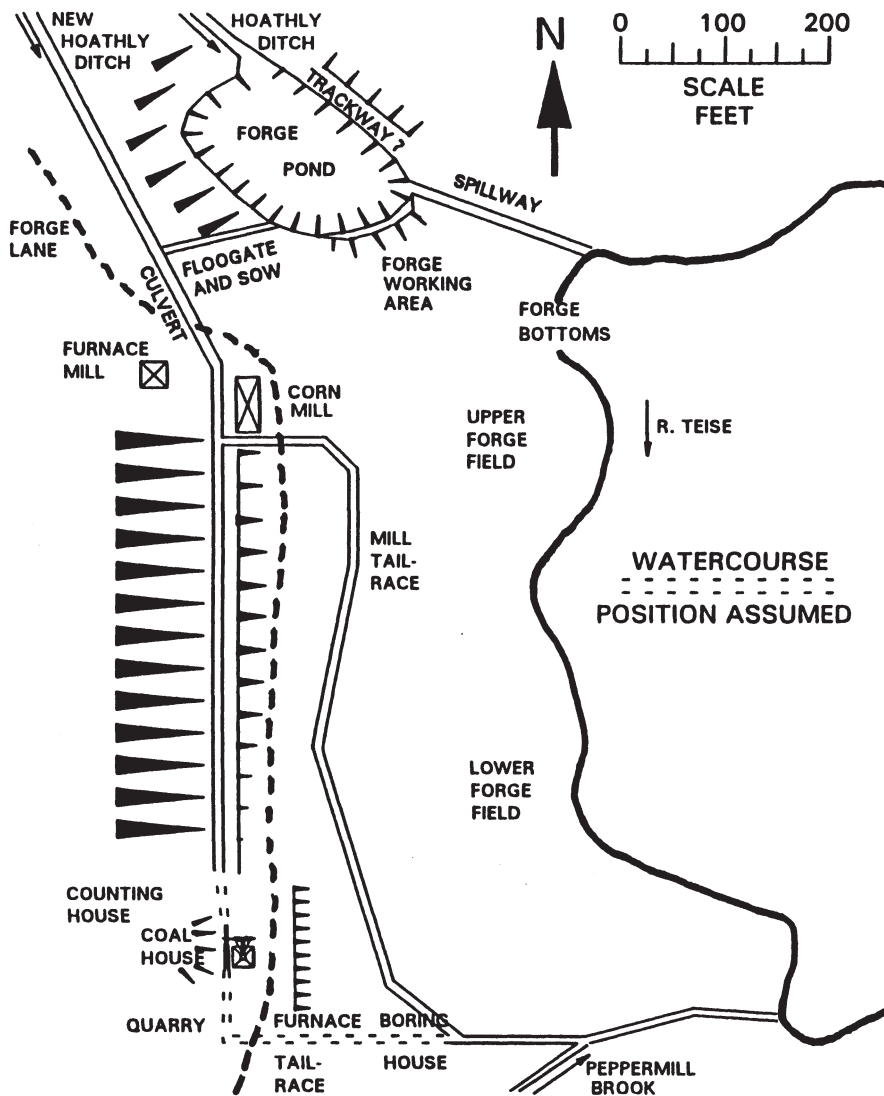 NEW
HOATHLY
DITCH
HOATHLY
DITCH
N
0 100 200
SCALE
FEET
TRACKWAY ?
FORGE
POND
SPILLWAY
FORGE
LANE
FLOOGATE
AND SOW
FORGE
WORKING
AREA
CULVERT
FORGE
BOTTOMS
FURNACE
MILL
CORN
MILL
UPPER
FORGE
FIELD
R. TEISE
MILL
TAIL-
RACE
WATERCOURSE
POSITION ASSUMED
LOWER
FORGE
FIELD
COUNTING
HOUSE
COAL
HOUSE
QUARRY
FURNACE BORING
TAIL- HOUSE
RACE
PEPPERMILL
BROOK